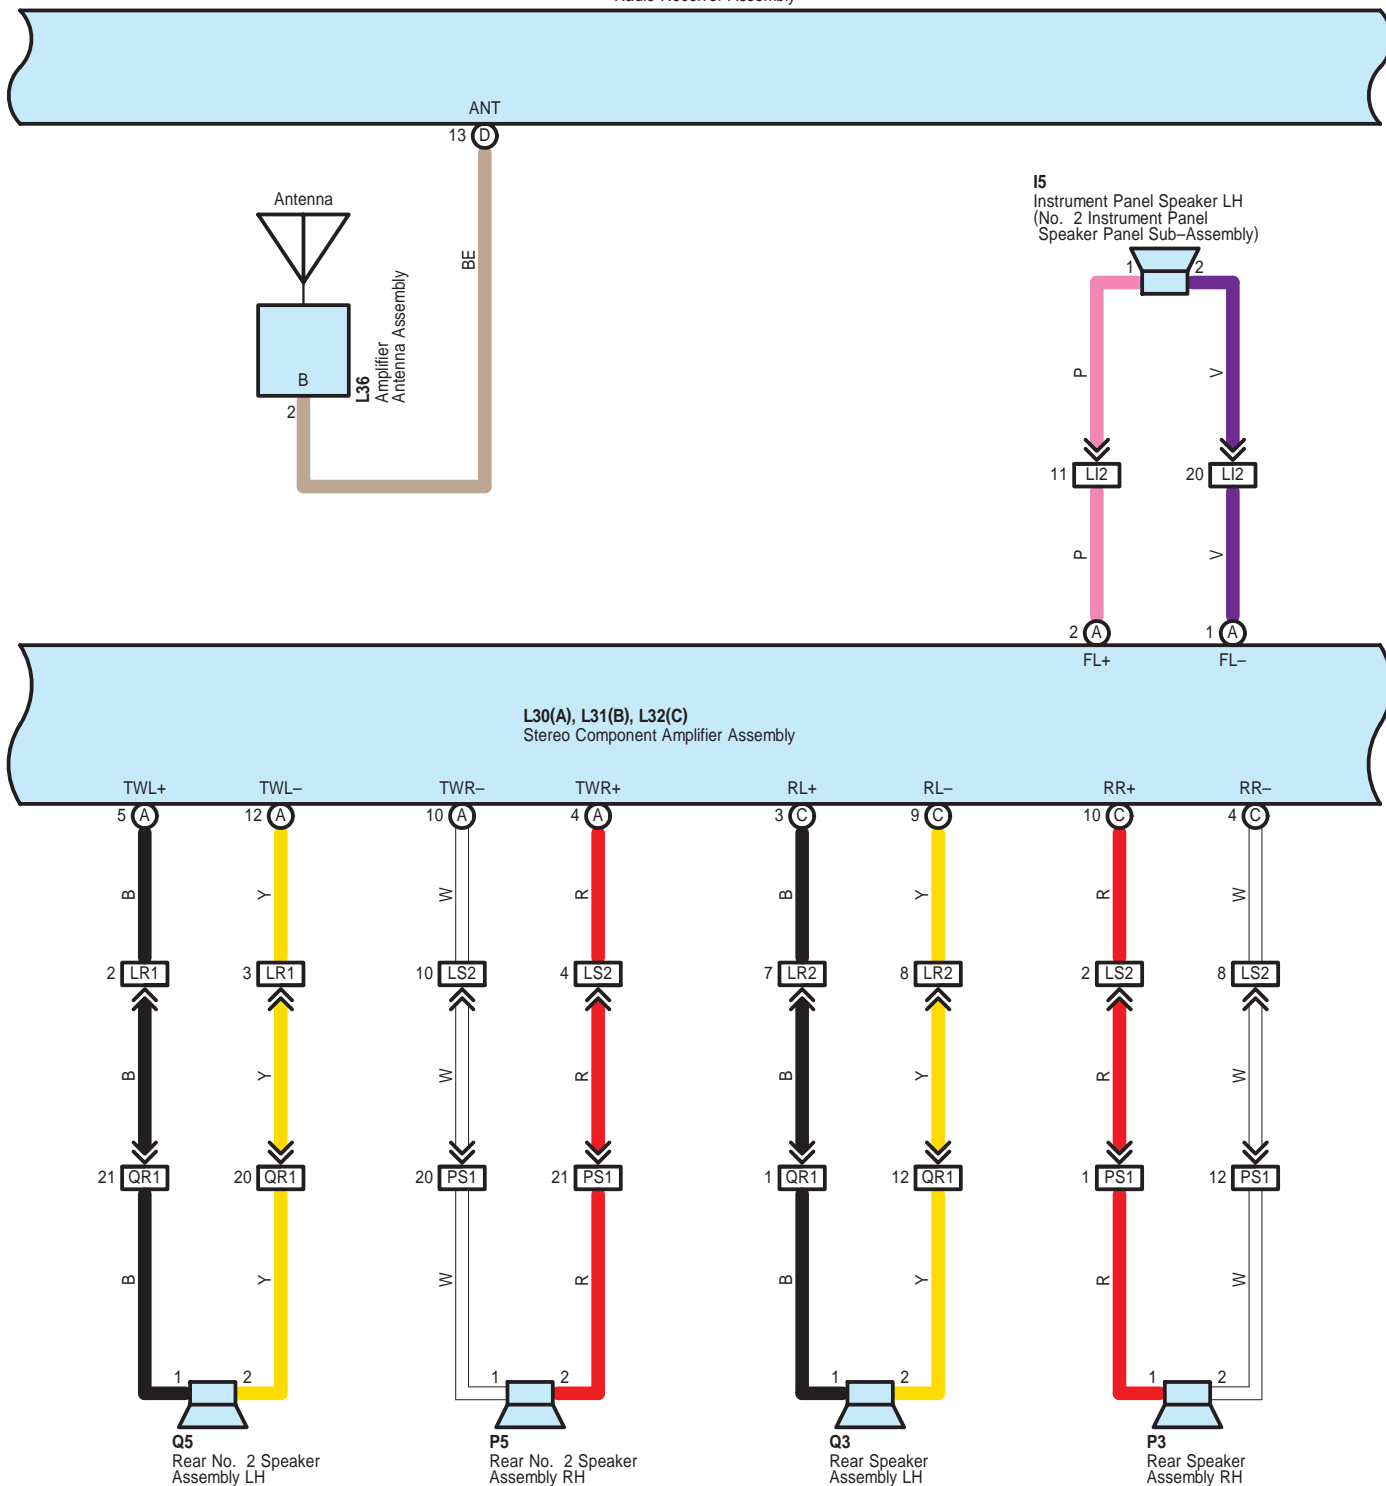 Radio Receiver Assembly
ANT
13 D
BE
Antenna
B
2
L36
Amplifier
Antenna Assembly
I5
Instrument Panel Speaker LH
(No. 2 Instrument Panel
Speaker Panel Sub–Assembly)
1 2
P V
11 LI2 20 LI2
P V
2 A 1 A
FL+ FL–
L30(A), L31(B), L32(C)
Stereo Component Amplifier Assembly
TWL+ TWL– TWR– TWR+ RL+ RL– RR+ RR–
5 A 12 A 10 A 4 A 3 C 9 C 10 C 4 C
B Y W R B Y R W
2 LR1 3 LR1 10 LS2 4 LS2 7 LR2 8 LR2 2 LS2 8 LS2
B Y W R B Y R W
21 QR1 20 QR1 20 PS1 21 PS1 1 QR1 12 QR1 1 PS1 12 PS1
B Y W R B Y R W
1 2 1 2 1 2 1 2
Q5
Rear No. 2 Speaker
Assembly LH
P5
Rear No. 2 Speaker
Assembly RH
Q3
Rear Speaker
Assembly LH
P3
Rear Speaker
Assembly RH